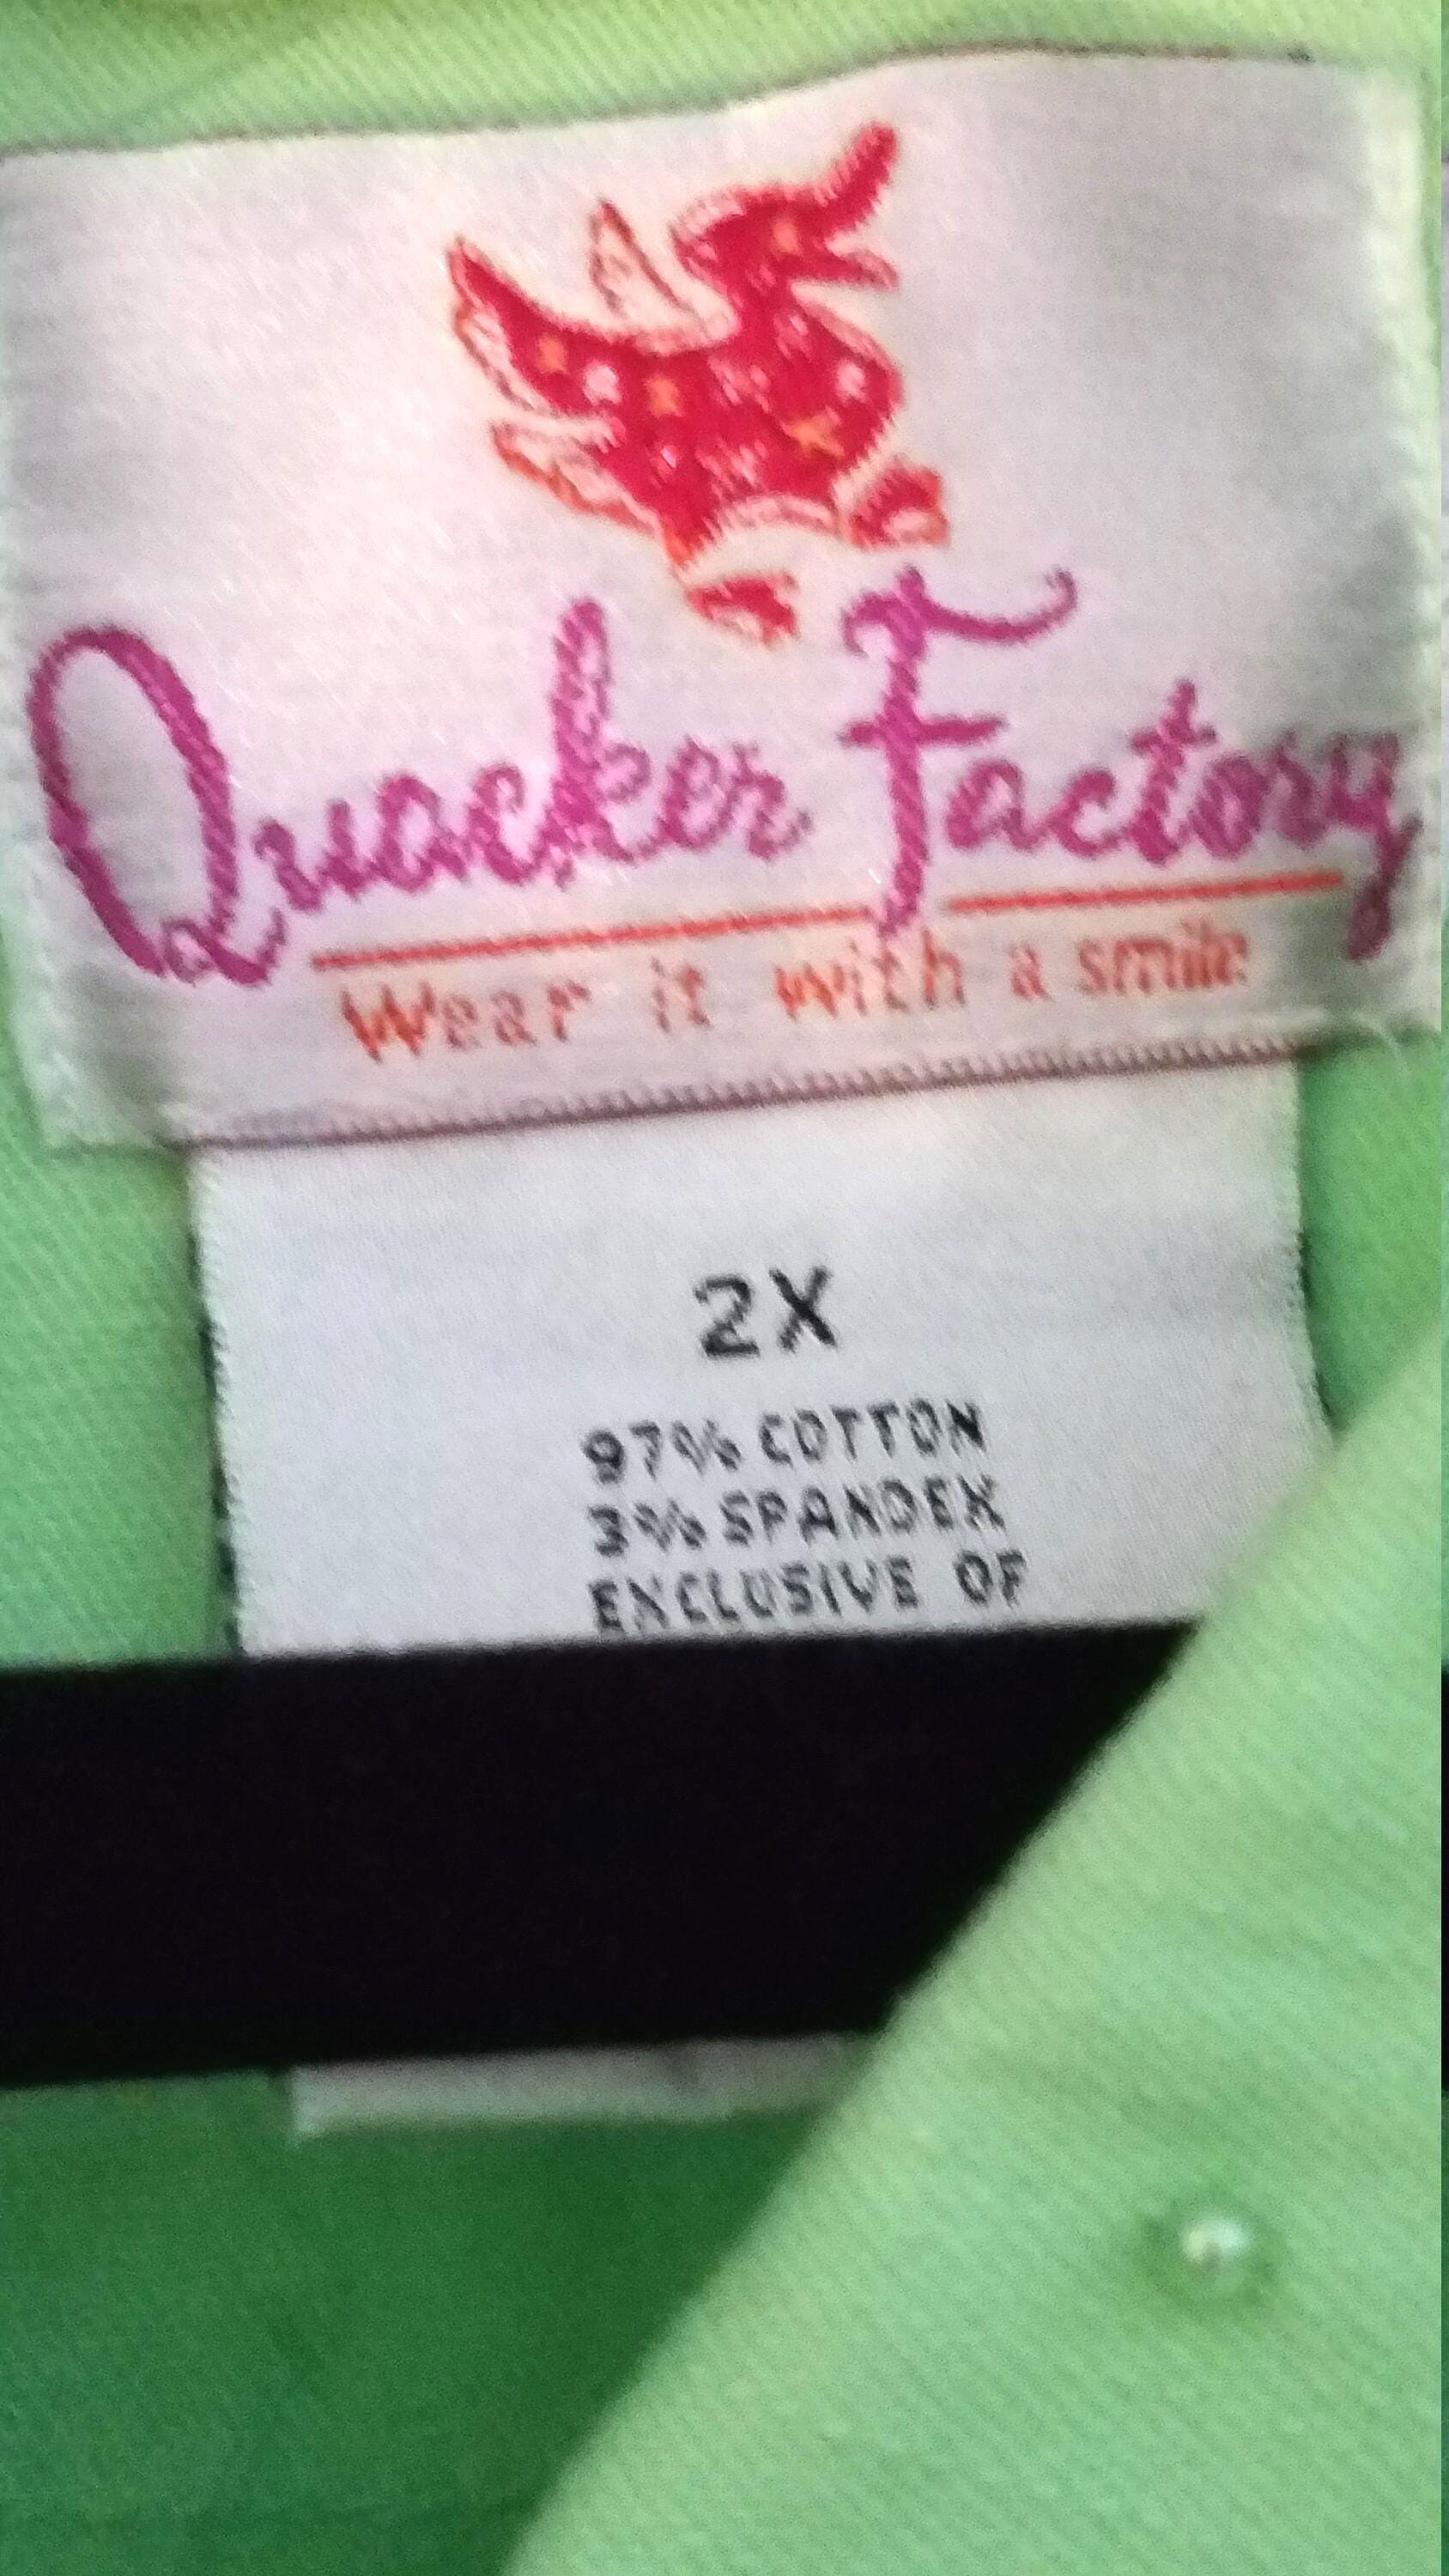 Quacker Factory
Wear it with a smile
2X
97% COTTON
3% SPANDEX
EXCLUSIVE OF